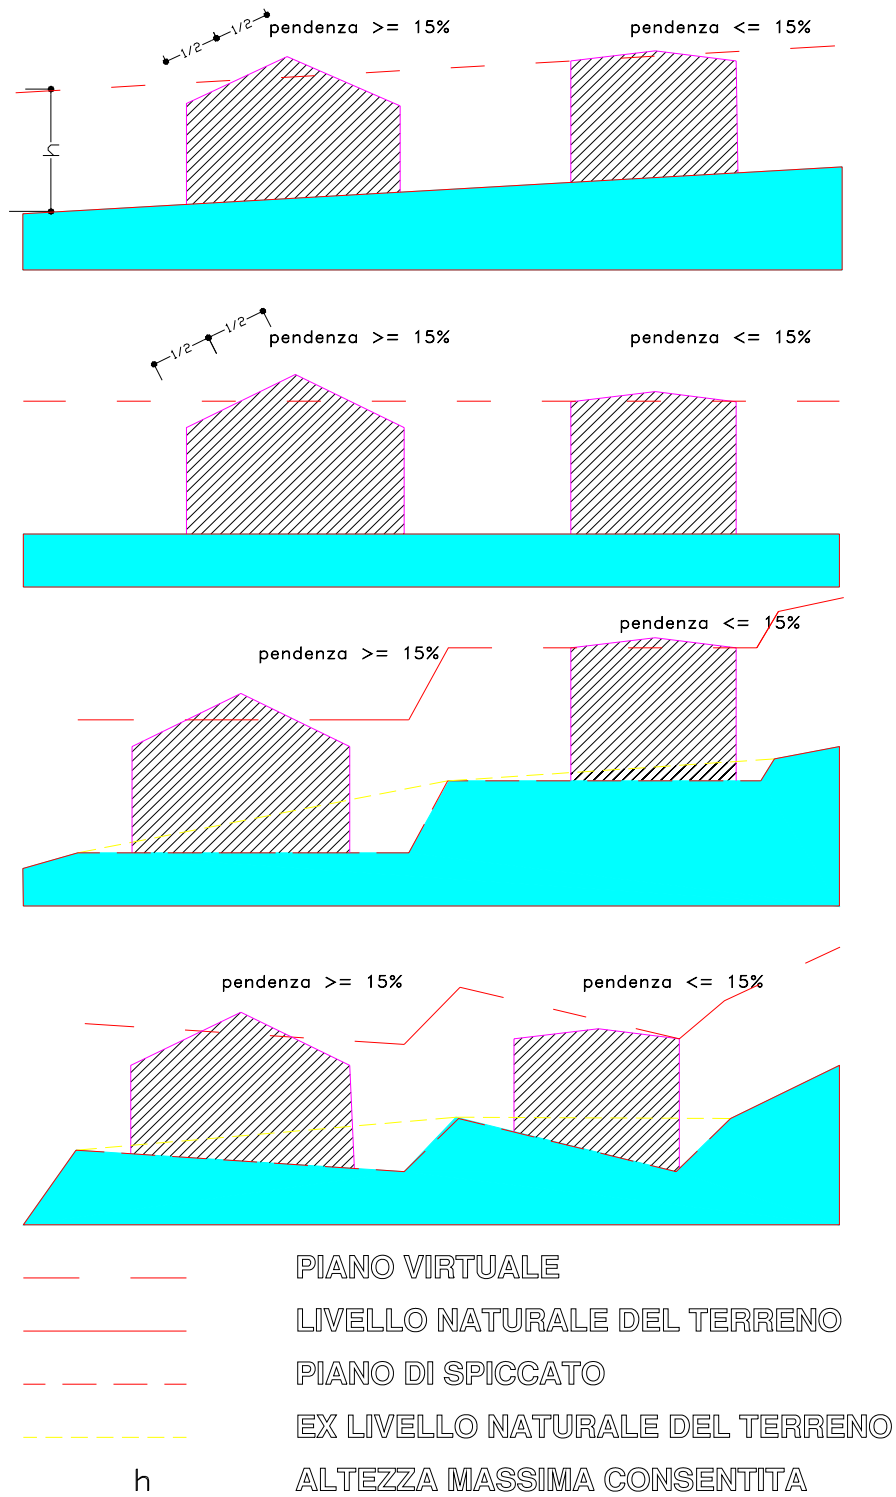 1/2 1/2 pendenza >= 15% pendenza <= 15%
h
1/2 1/2 pendenza >= 15% pendenza <= 15%
pendenza <= 15%
pendenza >= 15%
pendenza >= 15% pendenza <= 15%
PIANO VIRTUALE
LIVELLO NATURALE DEL TERRENO
PIANO DI SPICCATO
EX LIVELLO NATURALE DEL TERRENO
h ALTEZZA MASSIMA CONSENTITA